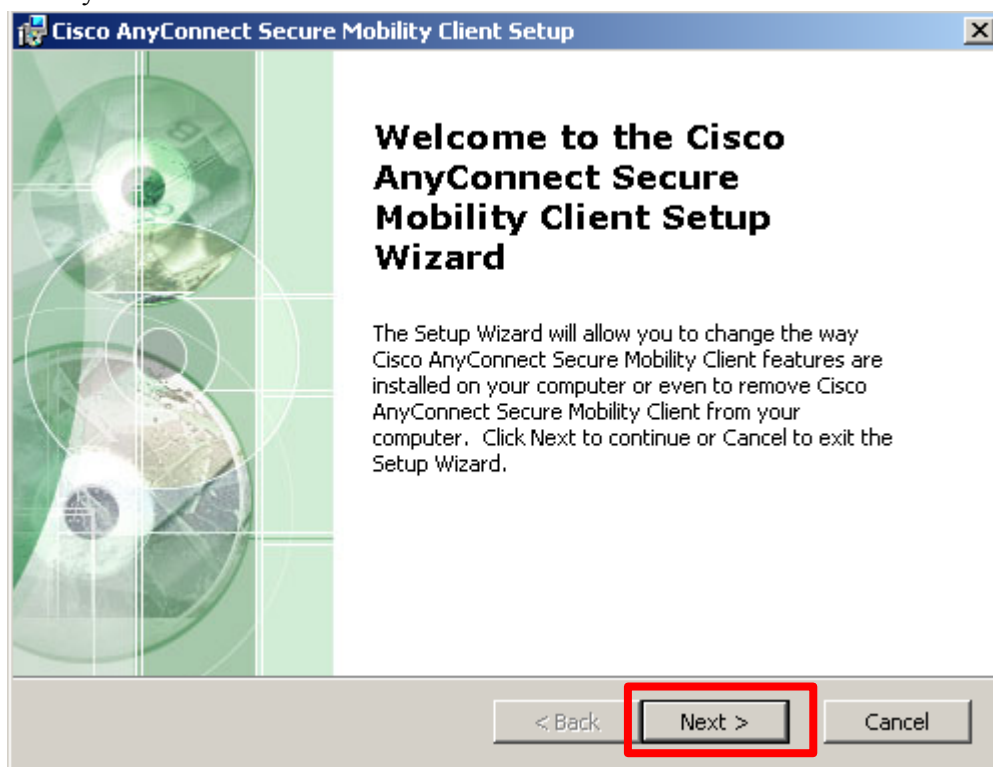 Cisco AnyConnect Secure Mobility Client Setup
Welcome to the Cisco
AnyConnect Secure
Mobility Client Setup
Wizard
The Setup Wizard will allow you to change the way
Cisco AnyConnect Secure Mobility Client features are
installed on your computer or even to remove Cisco
AnyConnect Secure Mobility Client from your
computer.  Click Next to continue or Cancel to exit the
Setup Wizard.
< Back
Next >
Cancel